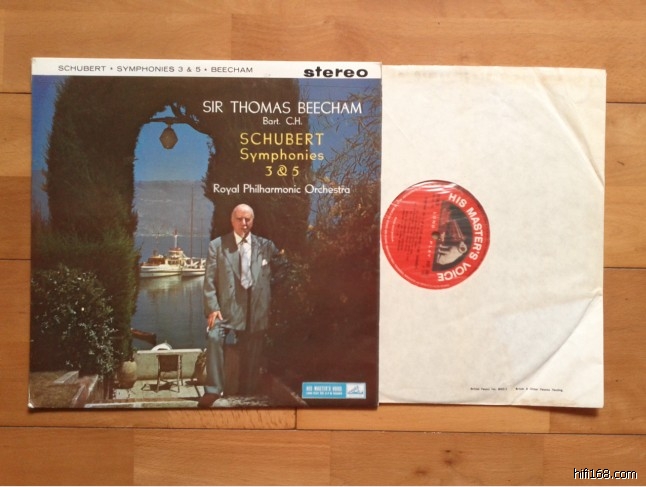 SCHUBERT • SYMPHONIES 3 & 5 • BEECHAM
stereo
SIR THOMAS BEECHAM
Bart. C.H.
SCHUBERT
Symphonies
3 & 5
Royal Philharmonic Orchestra
HIS MASTER'S VOICE
HIS MASTER'S VOICE
hifi168.com